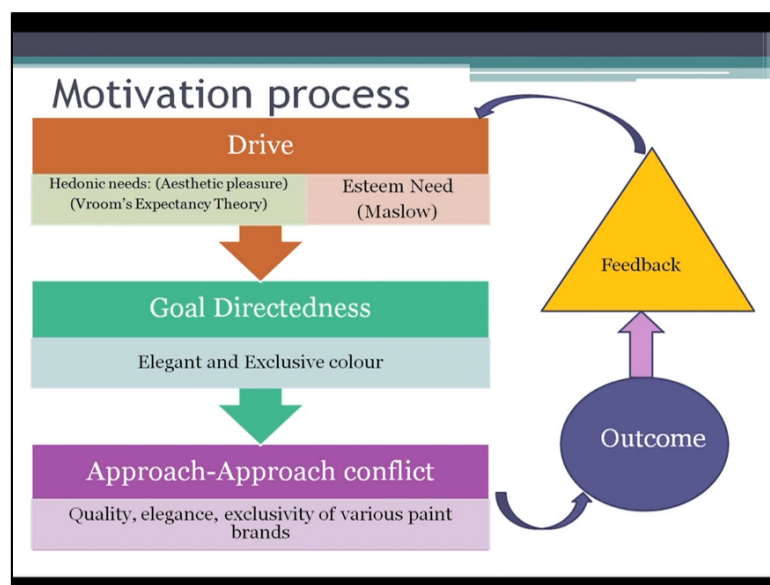 Motivation process
Drive
Hedonic needs: (Aesthetic pleasure)
(Vroom's Expectancy Theory)
Esteem Need
(Maslow)
Goal Directedness
Elegant and Exclusive colour
Approach-Approach conflict
Quality, elegance, exclusivity of various paint
brands
Feedback
Outcome